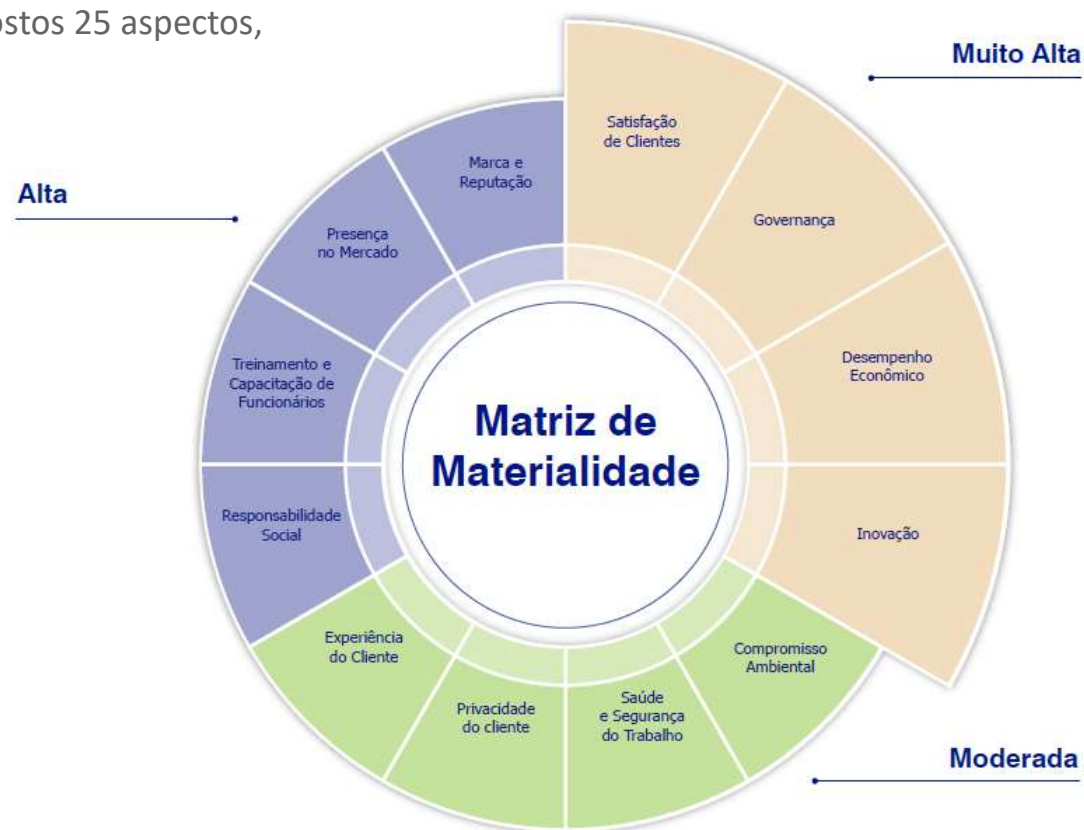 ostos 25 aspectos,
Muito Alta
Satisfação
de Clientes
Governança
Desempenho
Econômico
Inovação
Alta
Marca e
Reputação
Presença
no Mercado
Treinamento e
Capacitação de
Funcionários
Responsabilidade
Social
Matriz de
Materialidade
Experiência
do Cliente
Privacidade
do cliente
Saúde
e Segurança
do Trabalho
Compromisso
Ambiental
Moderada